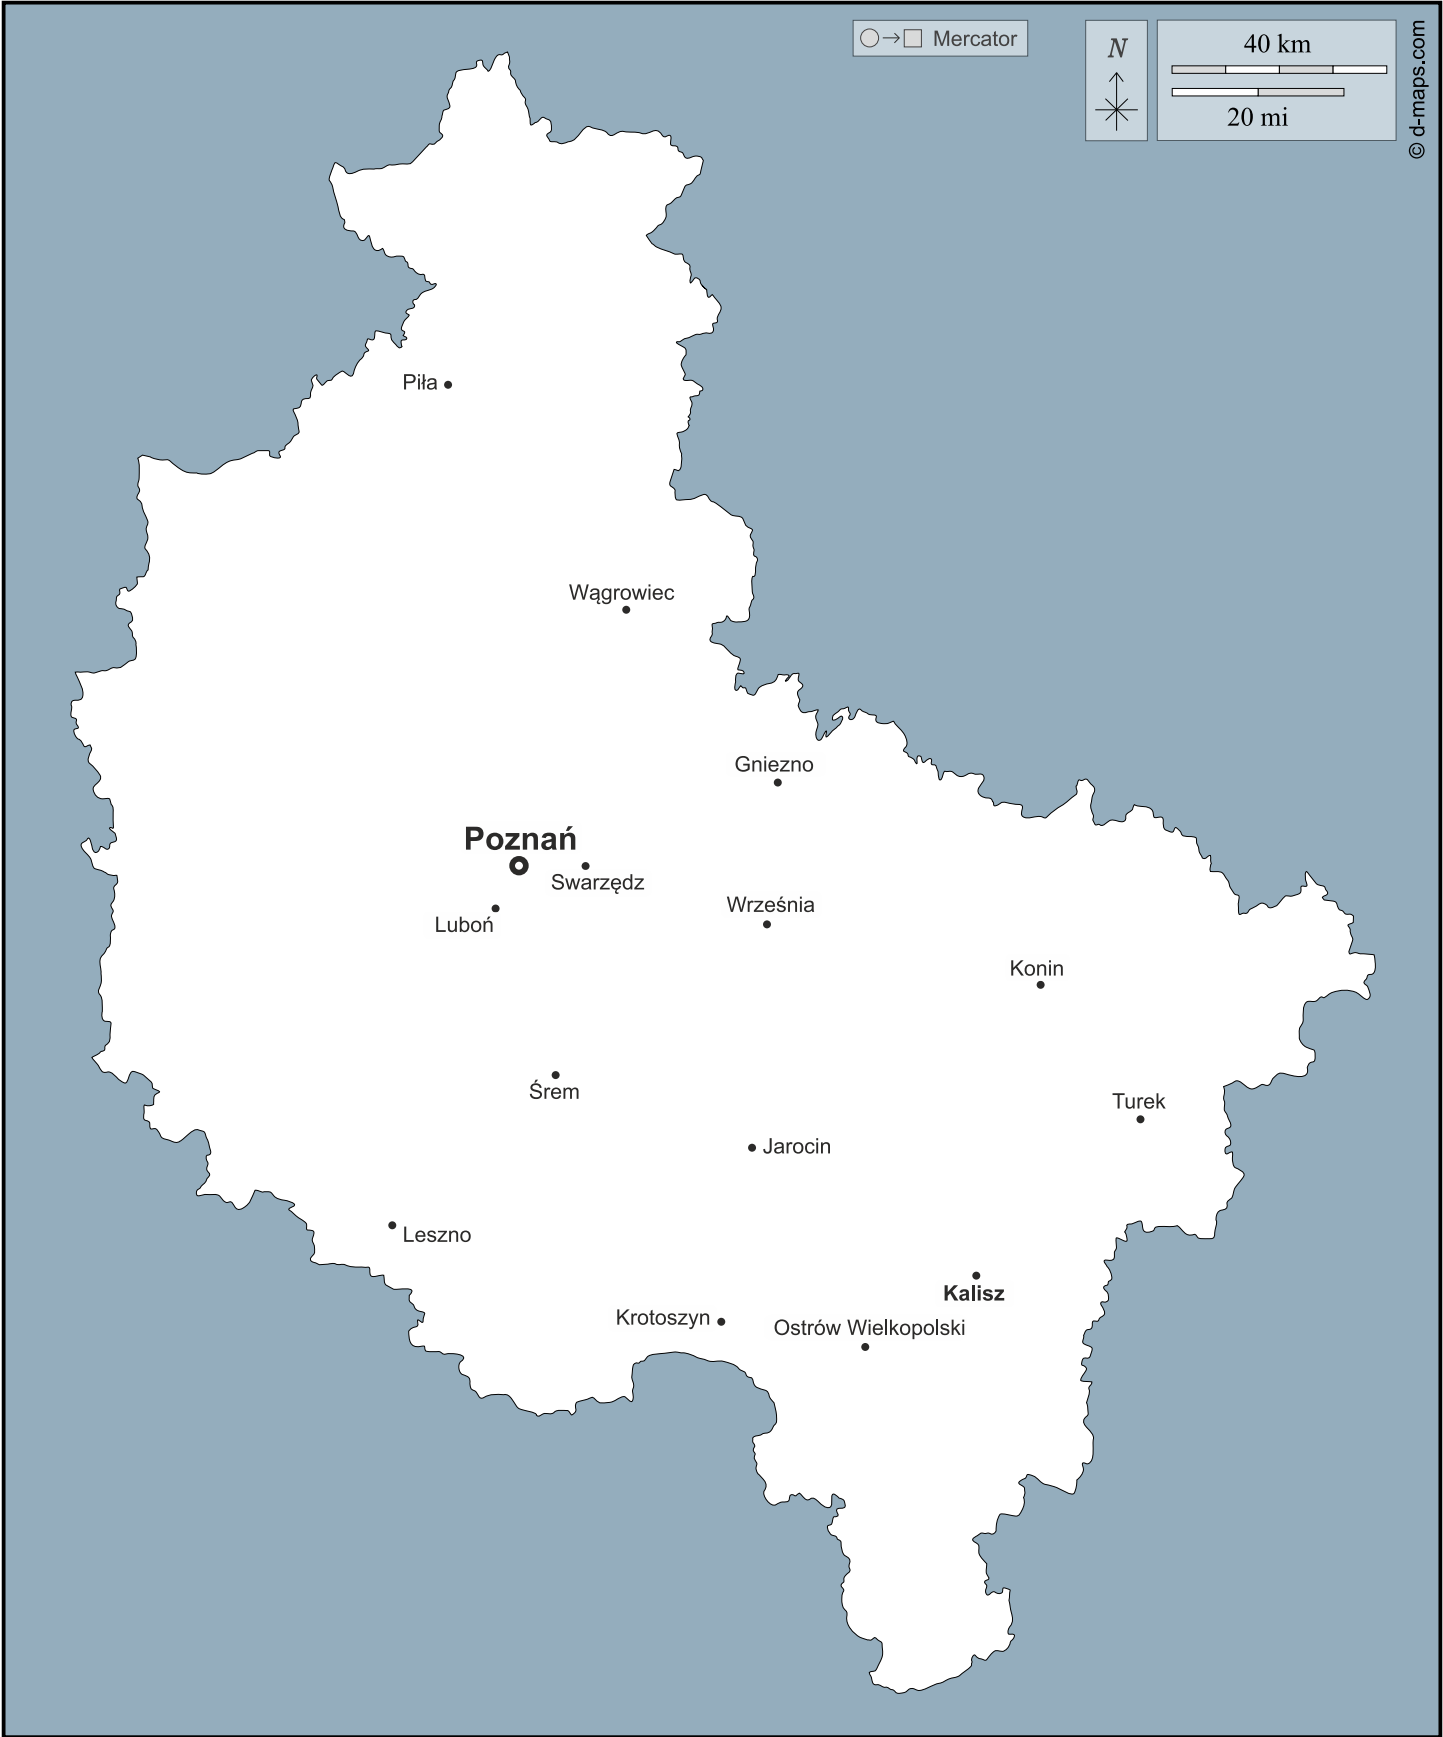 Mercator
N
40 km
20 mi
© d-maps.com
Piła
Wągrowiec
Gniezno
Poznań
Swarzędz
Luboń
Września
Konin
Śrem
Turek
Jarocin
Leszno
Kalisz
Krotoszyn
Ostrów Wielkopolski